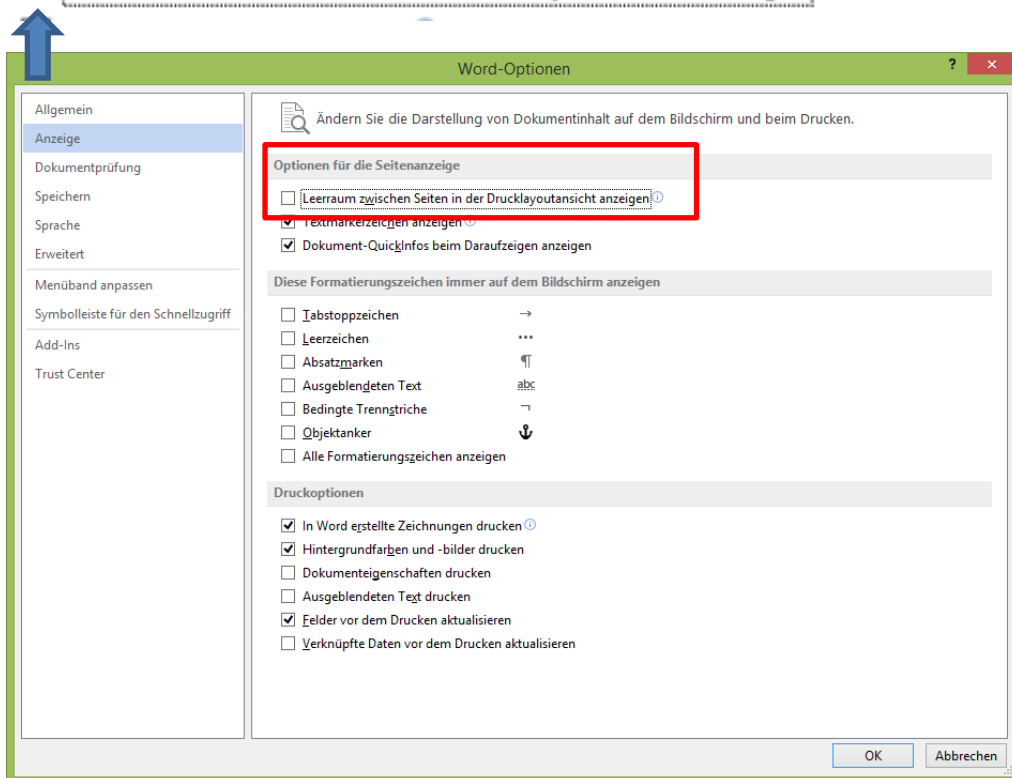 Word-Optionen
?
Allgemein
Anzeige
Dokumentprüfung
Speichern
Sprache
Erweitert
Menüband anpassen
Symbolleiste für den Schnellzugriff
Add-Ins
Trust Center
Ändern Sie die Darstellung von Dokumentinhalt auf dem Bildschirm und beim Drucken.
Optionen für die Seitenanzeige
Leerraum zwischen Seiten in der Drucklayoutansicht anzeigen
Textmarkerzeichen anzeigen
Dokument-QuickInfos beim Daraufzeigen anzeigen
Diese Formatierungszeichen immer auf dem Bildschirm anzeigen
Tabstoppzeichen →
Leerzeichen ···
Absatzmarken ¶
Ausgeblendeten Text abc
Bedingte Trennstriche ¬
Objektanker
Alle Formatierungszeichen anzeigen
Druckoptionen
In Word erstellte Zeichnungen drucken
Hintergrundfarben und -bilder drucken
Dokumenteigenschaften drucken
Ausgeblendeten Text drucken
Felder vor dem Drucken aktualisieren
Verknüpfte Daten vor dem Drucken aktualisieren
OK
Abbrechen